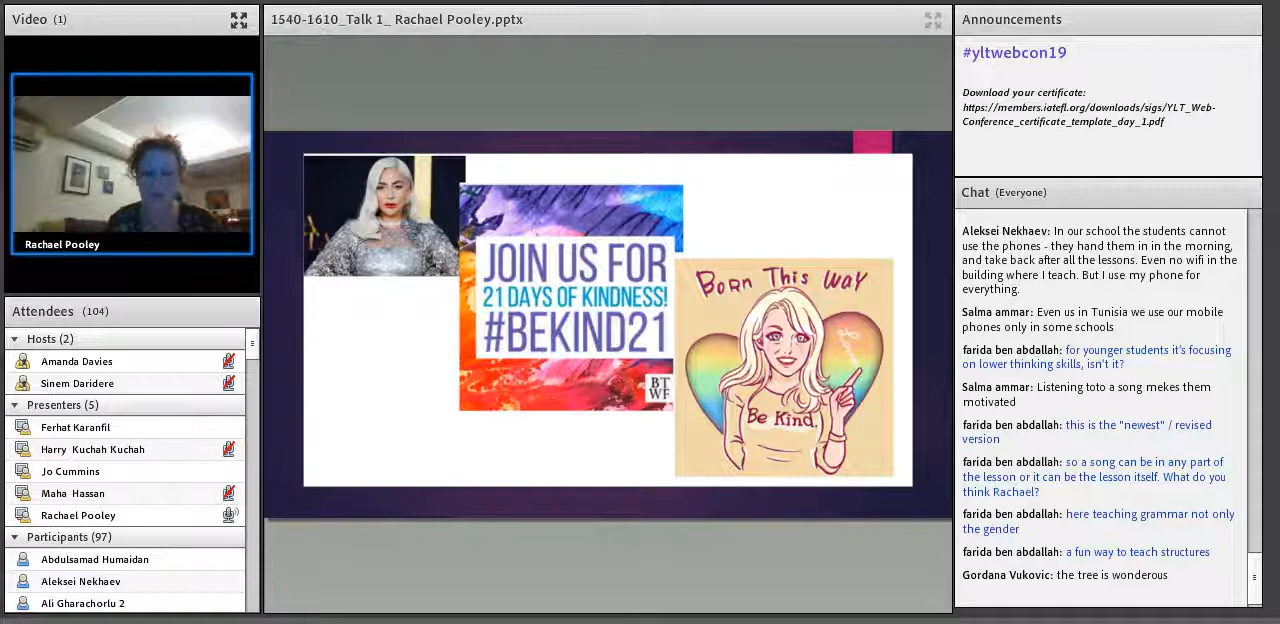 Video (1)
Rachael Pooley
Attendees (104)
Hosts (2)
Amanda Davies
Sinem Daridere
Presenters (5)
Ferhat Karanfil
Harry Kuchah Kuchah
Jo Cummins
Maha Hassan
Rachael Pooley
Participants (97)
Abdulsamad Humaidan
Aleksei Nekhaev
Ali Gharachorlu 2
1540-1610_Talk 1_ Rachael Pooley.pptx
JOIN US FOR
21 DAYS OF KINDNESS!
#BEKIND21
BT
WF
BORN THIS WAY
Be Kind.
Announcements
#yltwebcon19
Download your certificate:
https://members.iatefl.org/downloads/sigs/YLT_Web-
Conference_certificate_template_day_1.pdf
Chat (Everyone)
Aleksei Nekhaev: In our school the students cannot
use the phones - they hand them in in the morning,
and take back after all the lessons. Even no wifi in the
building where I teach. But I use my phone for
everything.
Salma ammar: Even us in Tunisia we use our mobile
phones only in some schools
farida ben abdallah: for younger students it's focusing
on lower thinking skills, isn't it?
Salma ammar: Listening toto a song mekes them
motivated
farida ben abdallah: this is the "newest" / revised
version
farida ben abdallah: so a song can be in any part of
the lesson or it can be the lesson itself. What do you
think Rachael?
farida ben abdallah: here teaching grammar not only
the gender
farida ben abdallah: a fun way to teach structures
Gordana Vukovic: the tree is wonderous